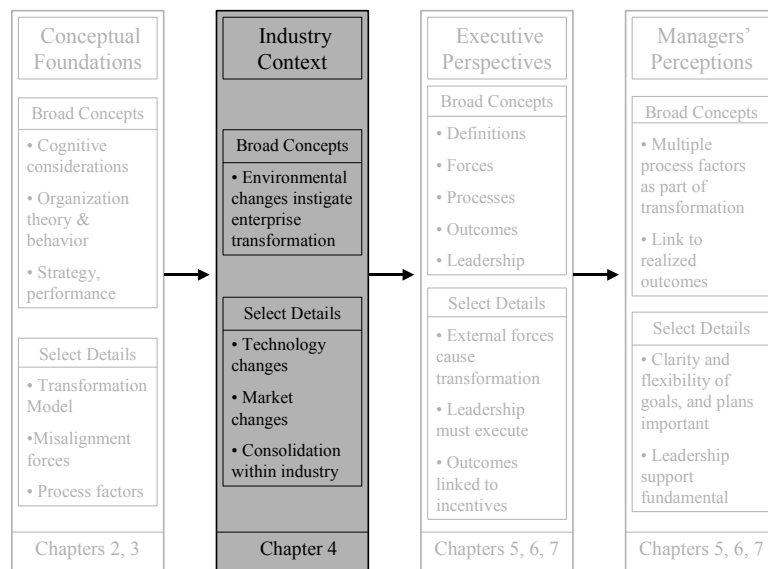 Conceptual
Foundations
Broad Concepts
• Cognitive
considerations
• Organization
theory &
behavior
• Strategy,
performance
Select Details
• Transformation
Model
•Misalignment
forces
• Process factors
Chapters 2, 3
Industry
Context
Broad Concepts
• Environmental
changes instigate
enterprise
transformation
Select Details
• Technology
changes
• Market
changes
• Consolidation
within industry
Chapter 4
Executive
Perspectives
Broad Concepts
• Definitions
• Forces
• Processes
• Outcomes
• Leadership
Select Details
• External forces
cause
transformation
• Leadership
must execute
• Outcomes
linked to
incentives
Chapters 5, 6, 7
Managers’
Perceptions
Broad Concepts
• Multiple
process factors
as part of
transformation
• Link to
realized
outcomes
Select Details
• Clarity and
flexibility of
goals, and plans
important
• Leadership
support
fundamental
Chapters 5, 6, 7